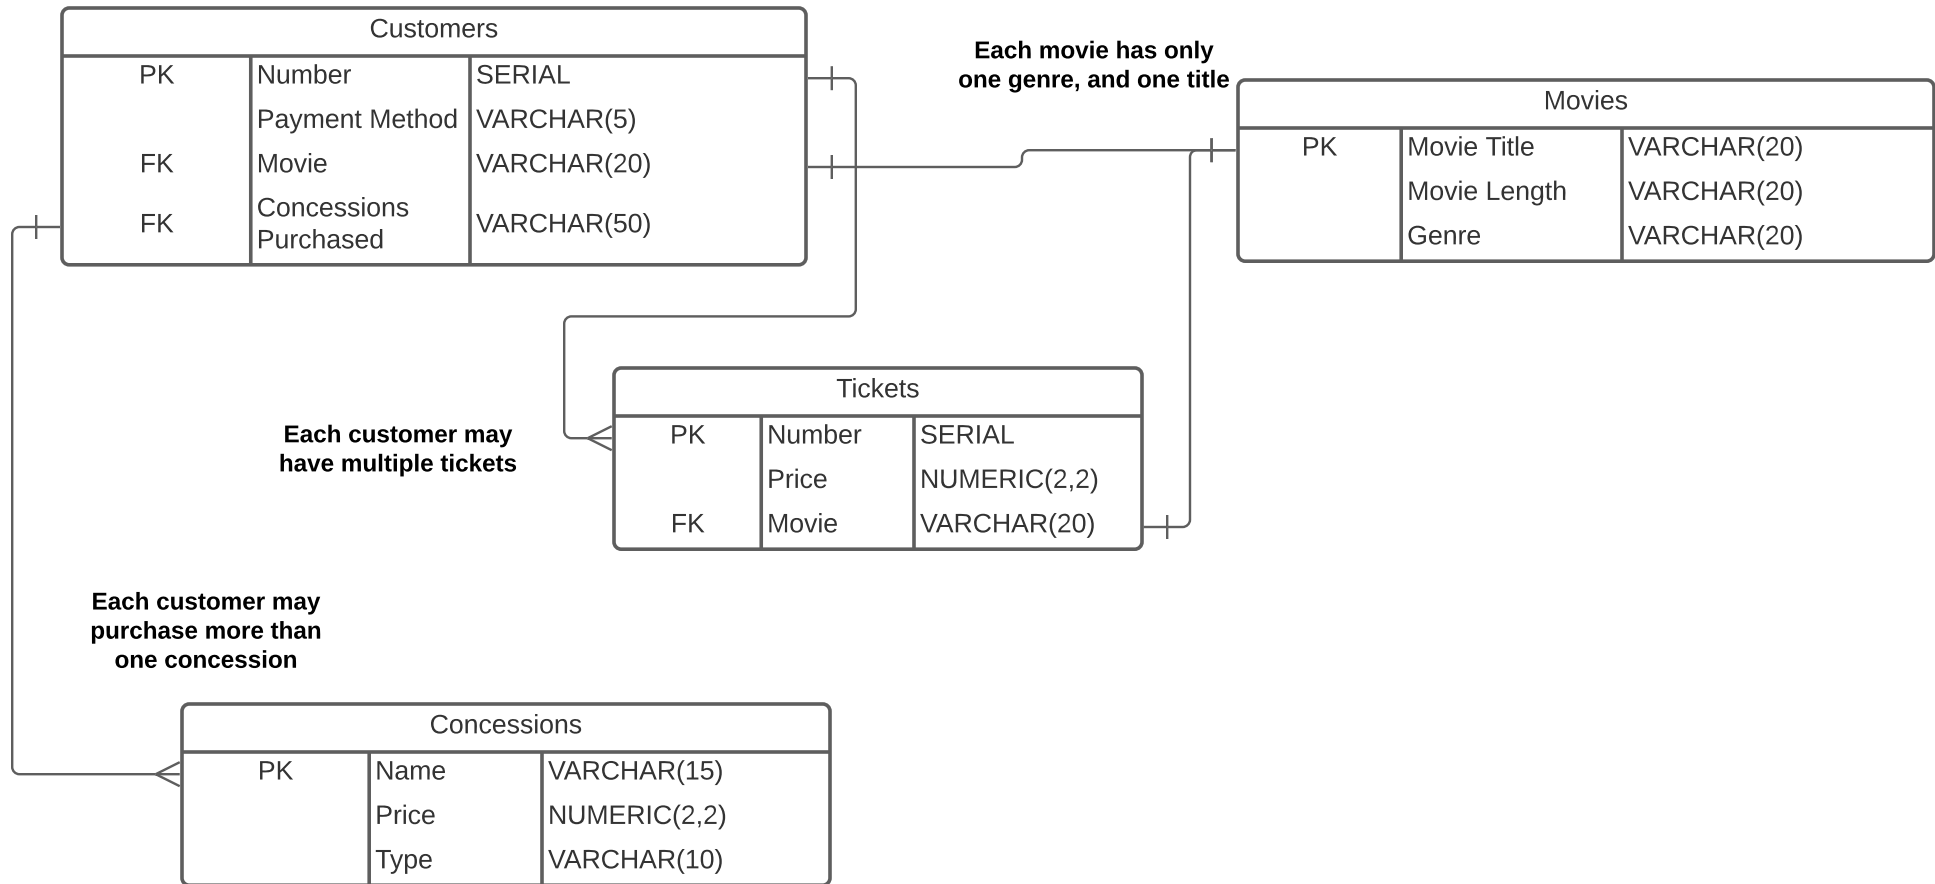 Customers
PK Number SERIAL
Payment Method VARCHAR(5)
FK Movie VARCHAR(20)
FK Concessions Purchased VARCHAR(50)
Each movie has only
one genre, and one title
Movies
PK Movie Title VARCHAR(20)
Movie Length VARCHAR(20)
Genre VARCHAR(20)
Tickets
PK Number SERIAL
Price NUMERIC(2,2)
FK Movie VARCHAR(20)
Each customer may
have multiple tickets
Each customer may
purchase more than
one concession
Concessions
PK Name VARCHAR(15)
Price NUMERIC(2,2)
Type VARCHAR(10)